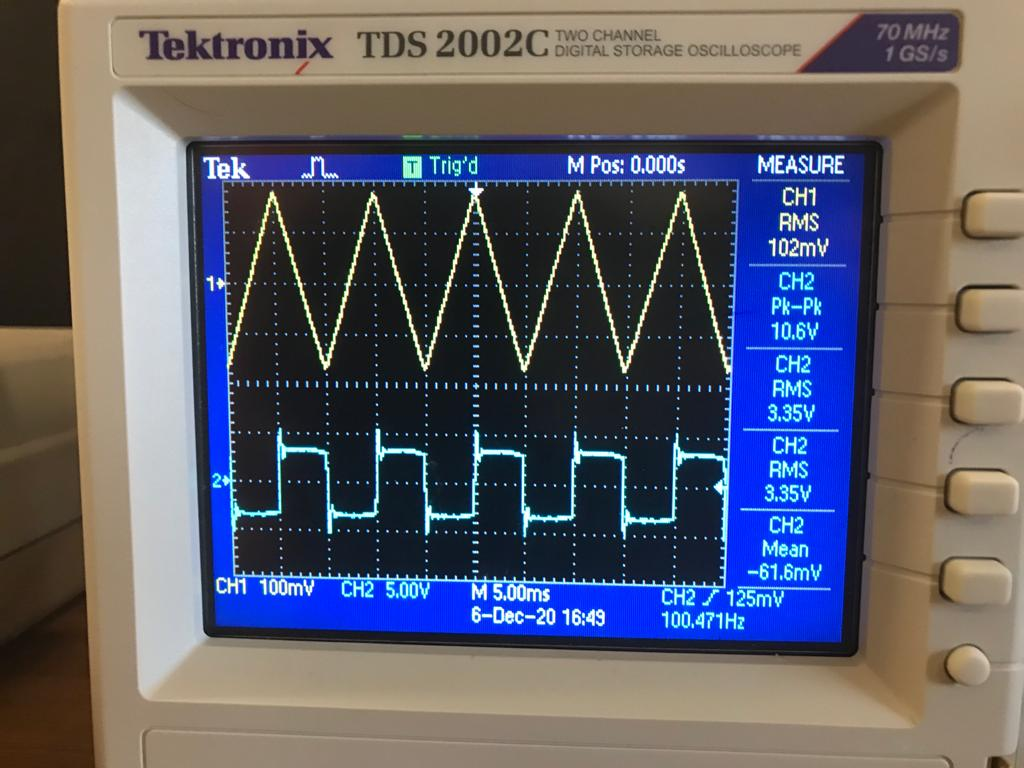 Tektronix TDS 2002C TWO CHANNEL
DIGITAL STORAGE OSCILLOSCOPE
70 MHz
1 GS/s
Tek
T Trig'd
M Pos: 0.000s
MEASURE
CH1
RMS
102mV
CH2
Pk-Pk
10.6V
CH2
RMS
3.35V
CH2
RMS
3.35V
CH2
Mean
-61.6mV
1
2
CH1 100mV CH2 5.00V M 5.00ms CH2 125mV
6-Dec-20 16:49 100.471Hz